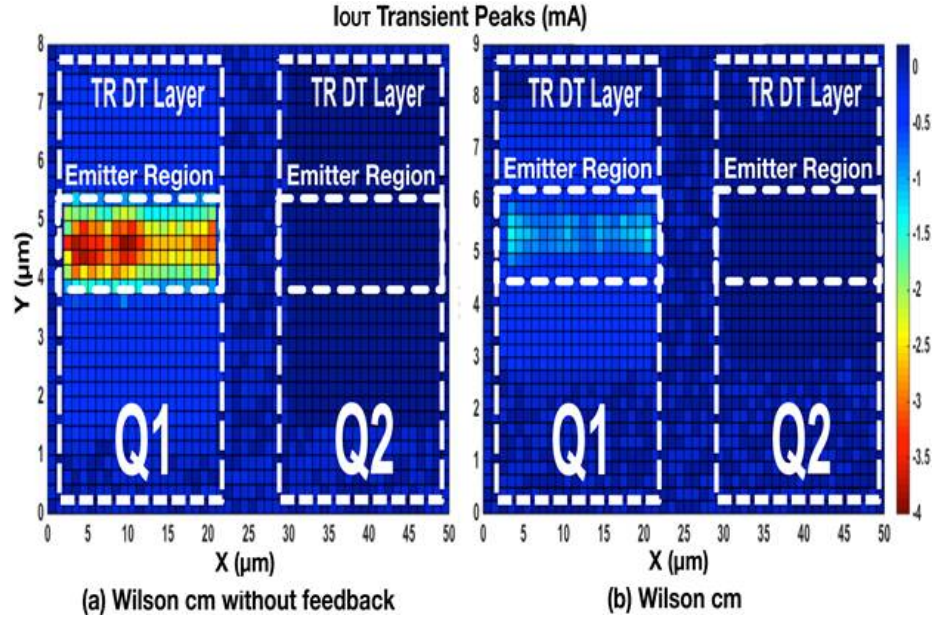 IOUT Transient Peaks (mA)
8
7
6
5
4
3
2
1
0
Y (µm)
TR DT Layer
TR DT Layer
Emitter Region
Emitter Region
Q1
Q2
0 5 10 15 20 25 30 35 40 45 50
X (µm)
(a) Wilson cm without feedback
9
8
7
6
5
4
3
2
1
0
TR DT Layer
TR DT Layer
Emitter Region
Emitter Region
Q1
Q2
0 5 10 15 20 25 30 35 40 45 50
X (µm)
(b) Wilson cm
0
-0.5
-1
-1.5
-2
-2.5
-3
-3.5
-4